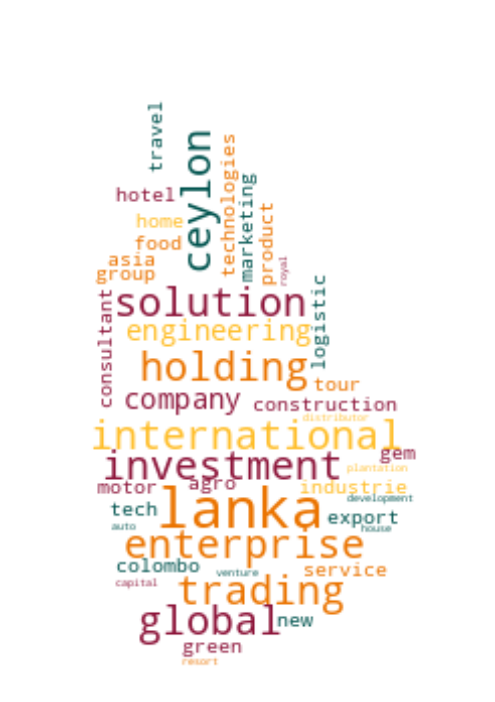 travel
ceylon
technologies
marketing
hotel
product
home
food
asia
group
royal
logistic
consultant
solution
engineering
holding
tour
company
construction
distributor
international
gem
investment
plantation
motor
agro
industrie
development
lanka
tech
export
auto
house
enterprise
colombo
venture
service
capital
trading
global
new
green
resort